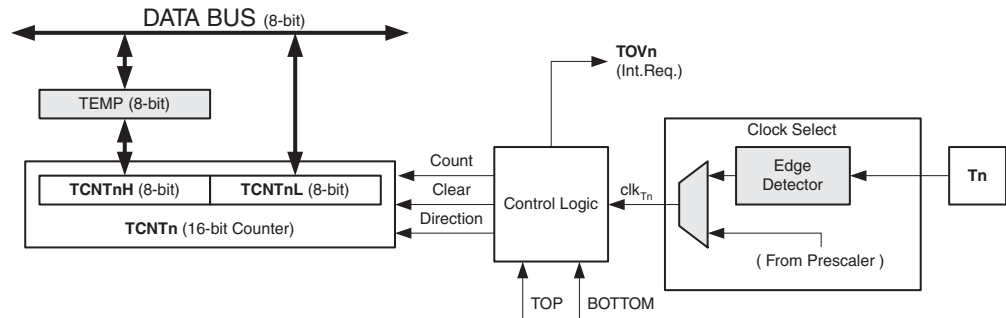 DATA BUS (8-bit)
TOVn
(Int.Req.)
TEMP (8-bit)
Clock Select
Count
Edge
Detector
Tn
TCNTnH (8-bit) TCNTnL (8-bit)
Clear
Control Logic
clkTn
TCNTn (16-bit Counter)
Direction
( From Prescaler )
TOP
BOTTOM